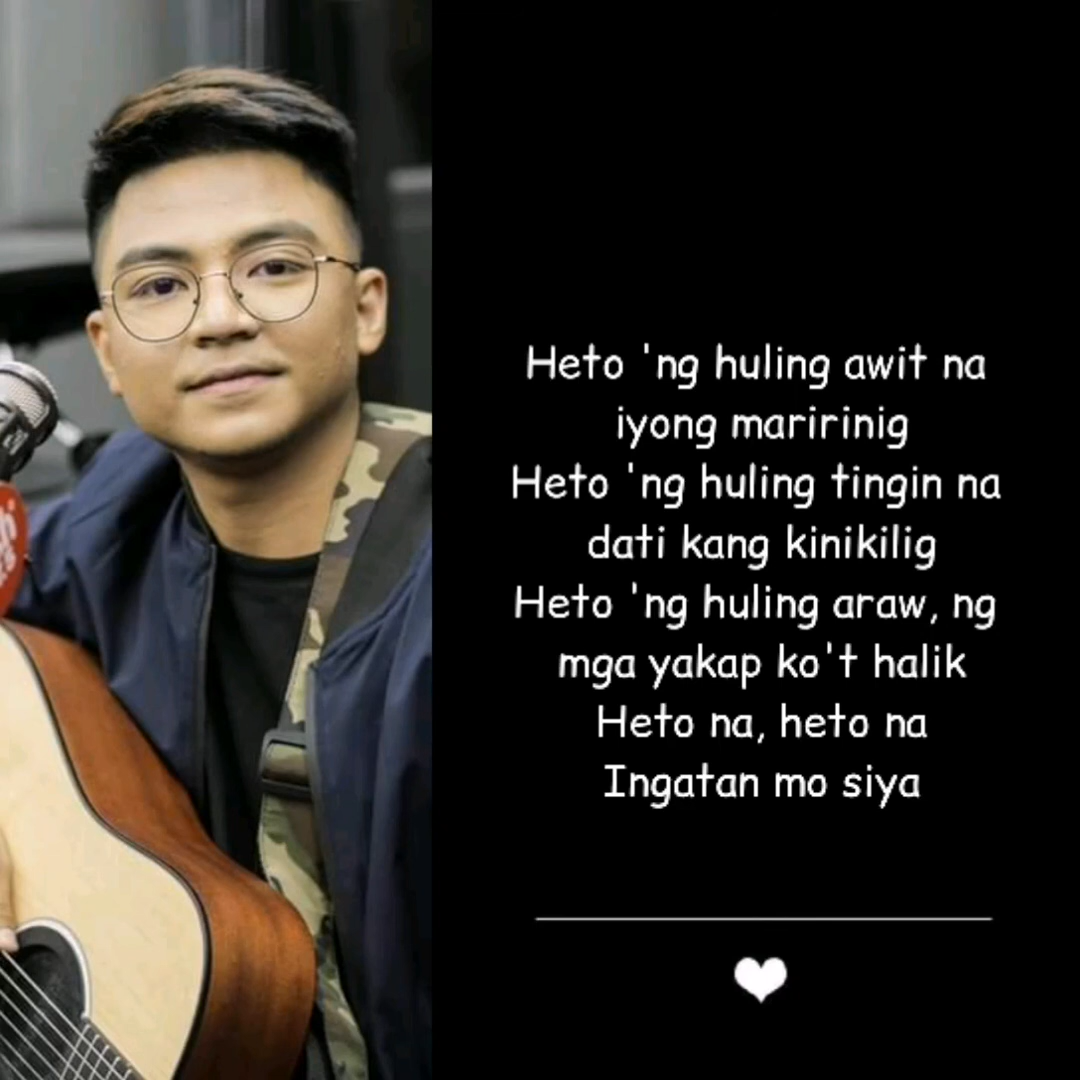 Heto 'ng huling awit na
iyong maririnig
Heto 'ng huling tingin na
dati kang kinikilig
Heto 'ng huling araw, ng
mga yakap ko't halik
Heto na, heto na
Ingatan mo siya